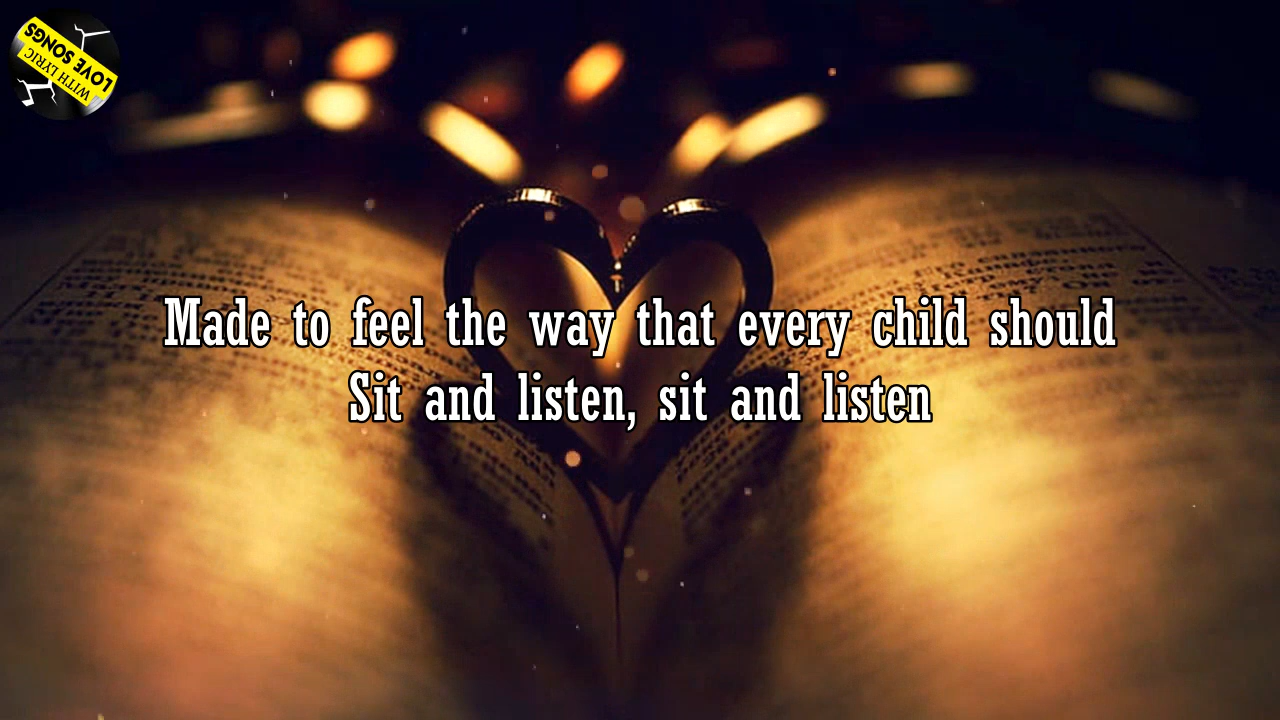 LOVE SONGS
WITH LYRIC
Made to feel the way that every child should
Sit and listen, sit and listen